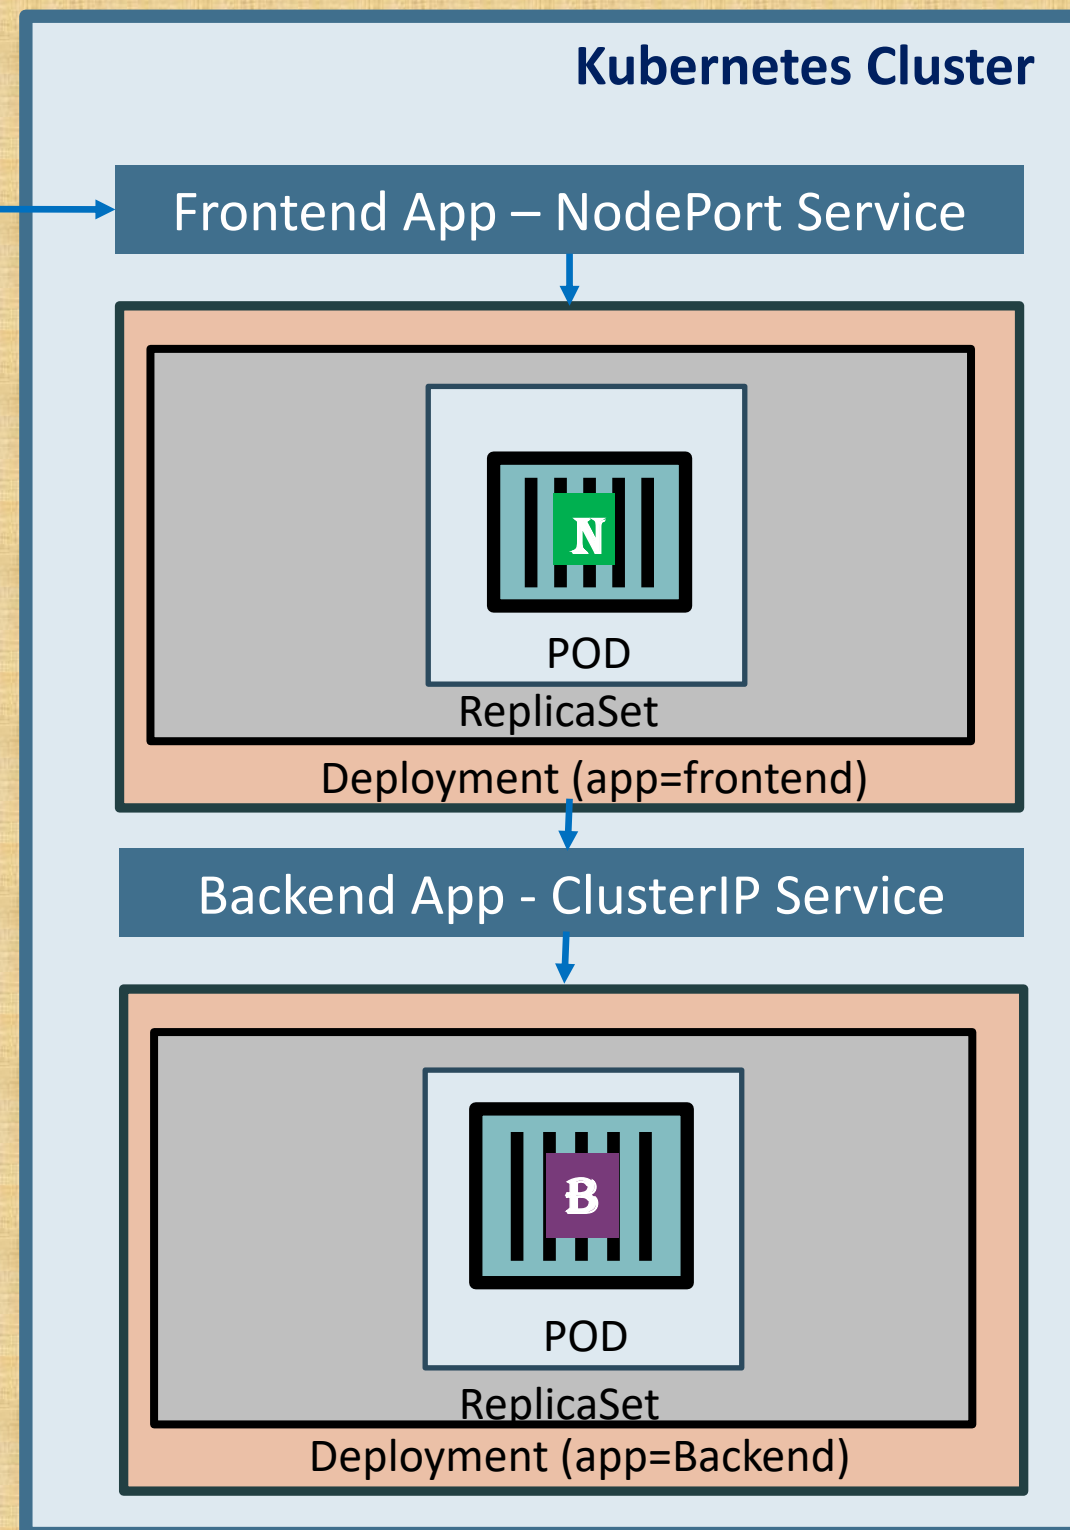 Kubernetes Cluster
Frontend App – NodePort Service
N
POD
ReplicaSet
Deployment (app=frontend)
Backend App - ClusterIP Service
B
POD
ReplicaSet
Deployment (app=Backend)